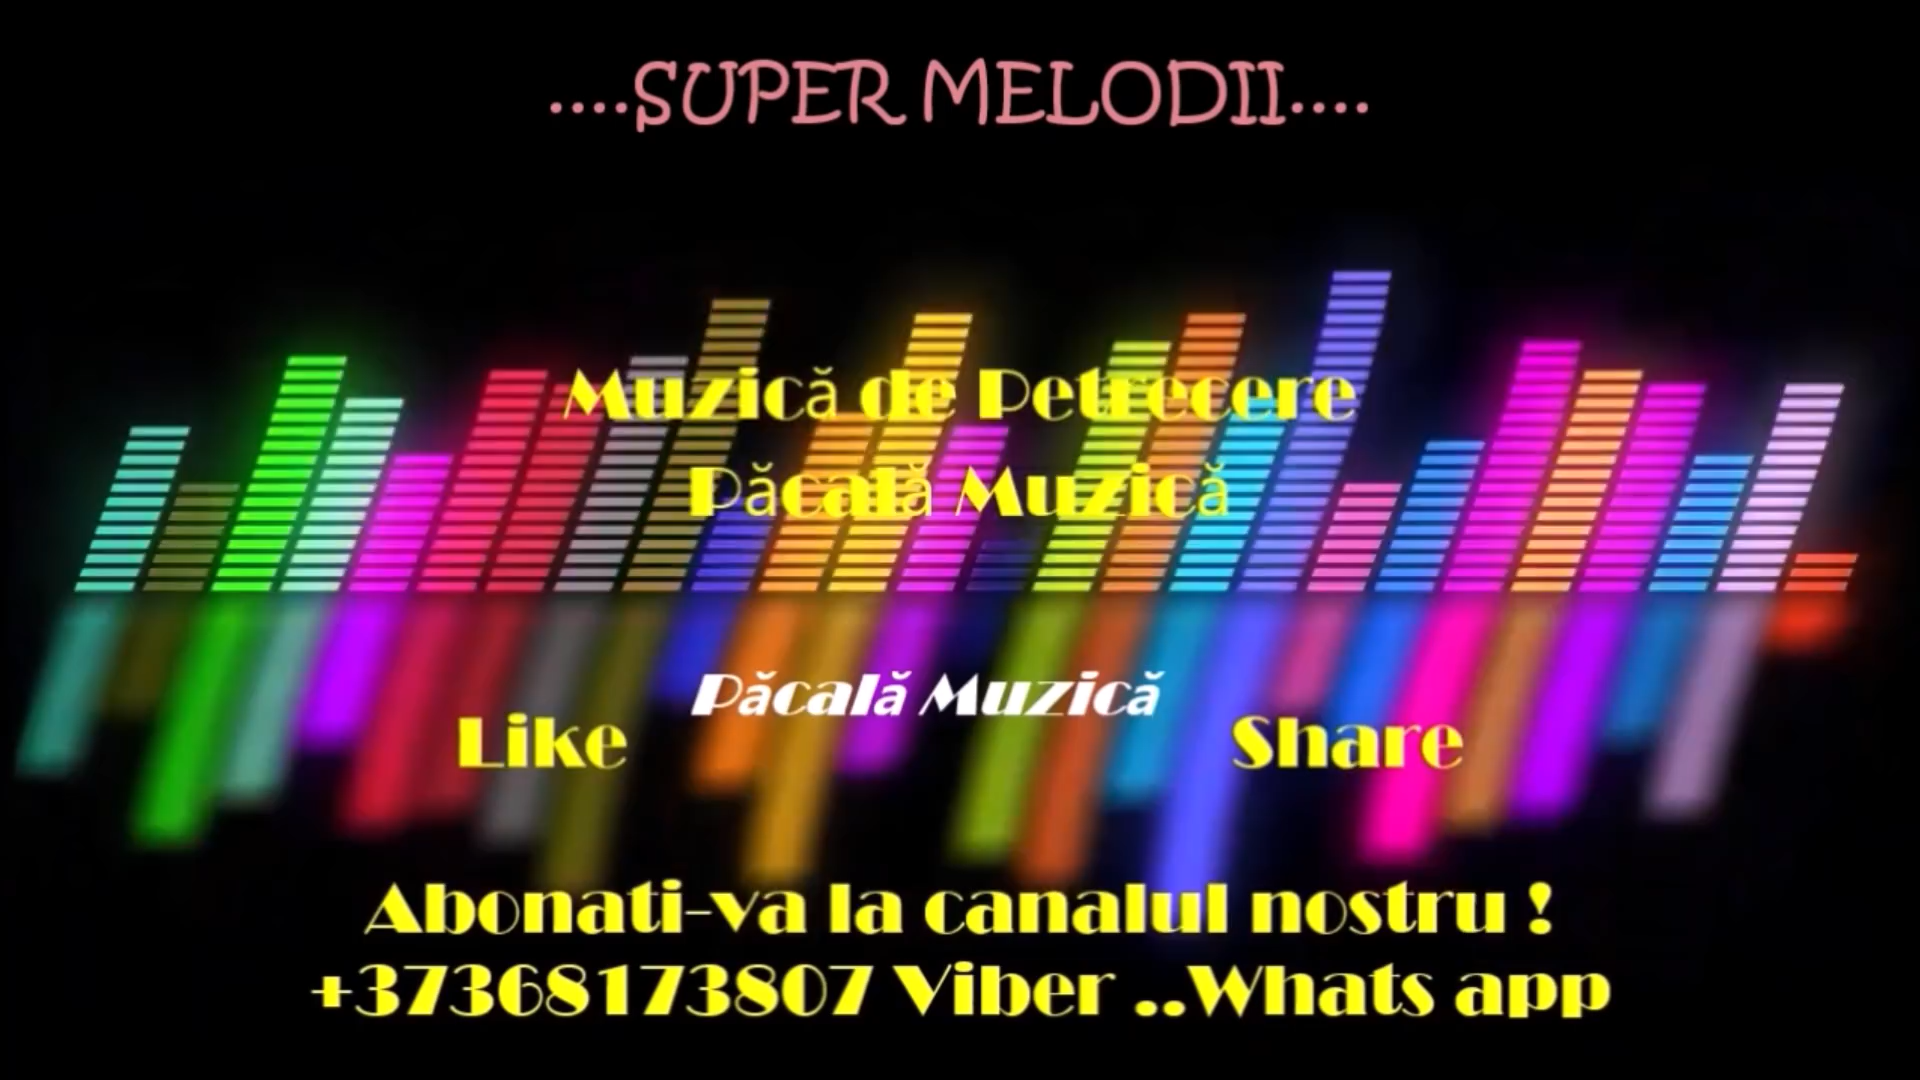 ....SUPER MELODII....
Muzică de Petrecere
Păcală Muzică
Păcală Muzică
Like
Share
Abonati-va la canalul nostru !
+37368173807 Viber ..Whats app